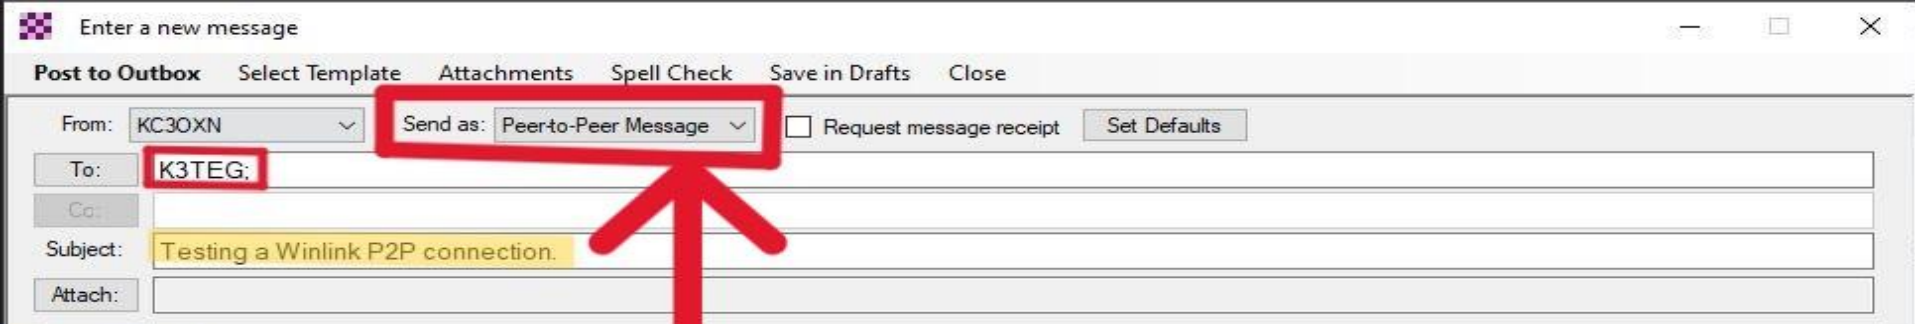 Enter a new message
Post to Outbox Select Template Attachments Spell Check Save in Drafts Close
From: KC3OXN Send as: Peer-to-Peer Message Request message receipt Set Defaults
To: K3TEG;
Cc:
Subject: Testing a Winlink P2P connection.
Attach: